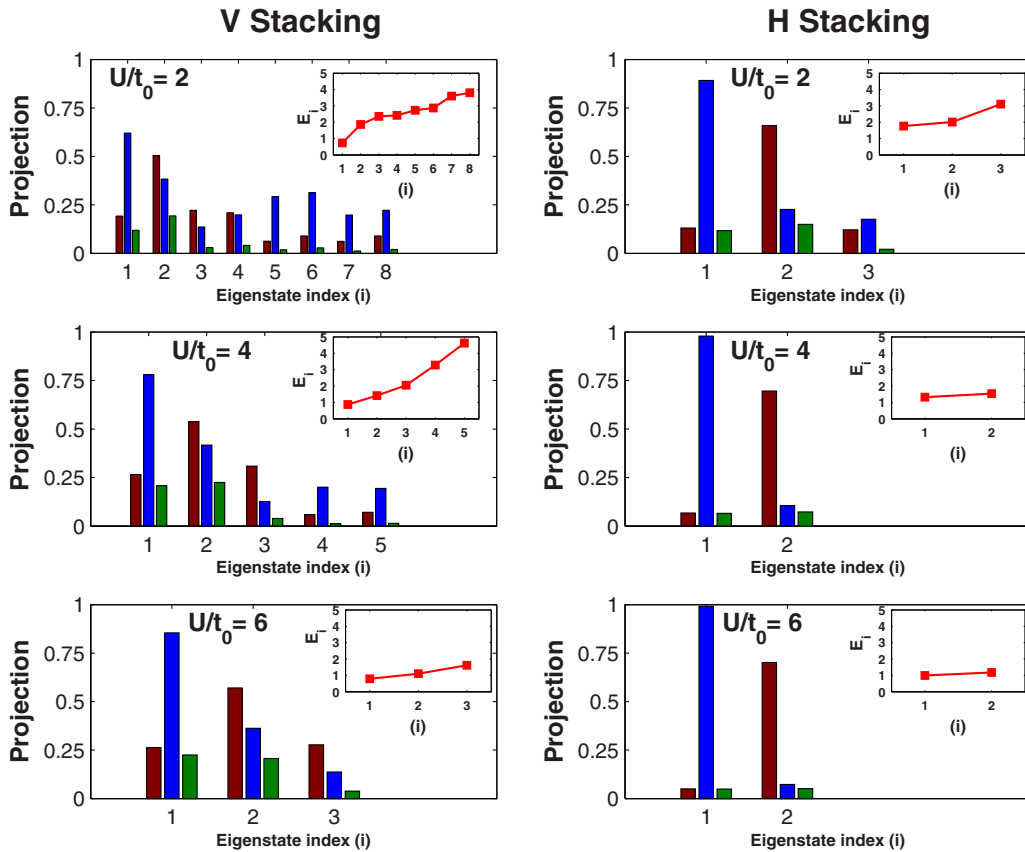 V Stacking
H Stacking
U/t0= 2
Projection
1
0.75
0.5
0.25
0
1 2 3 4 5 6 7 8
Eigenstate index (i)
Ei
5
4
3
2
1
0
1 2 3 4 5 6 7 8
(i)
U/t0= 2
Projection
1
0.75
0.5
0.25
0
1 2 3
Eigenstate index (i)
Ei
5
4
3
2
1
0
1 2 3
(i)
U/t0= 4
Projection
1
0.75
0.5
0.25
0
1 2 3 4 5
Eigenstate index (i)
Ei
5
4
3
2
1
0
1 2 3 4 5
(i)
U/t0= 4
Projection
1
0.75
0.5
0.25
0
1 2
Eigenstate index (i)
Ei
5
4
3
2
1
0
1 2
(i)
U/t0= 6
Projection
1
0.75
0.5
0.25
0
1 2 3
Eigenstate index (i)
Ei
5
4
3
2
1
0
1 2 3
(i)
U/t0= 6
Projection
1
0.75
0.5
0.25
0
1 2
Eigenstate index (i)
Ei
5
4
3
2
1
0
1 2
(i)